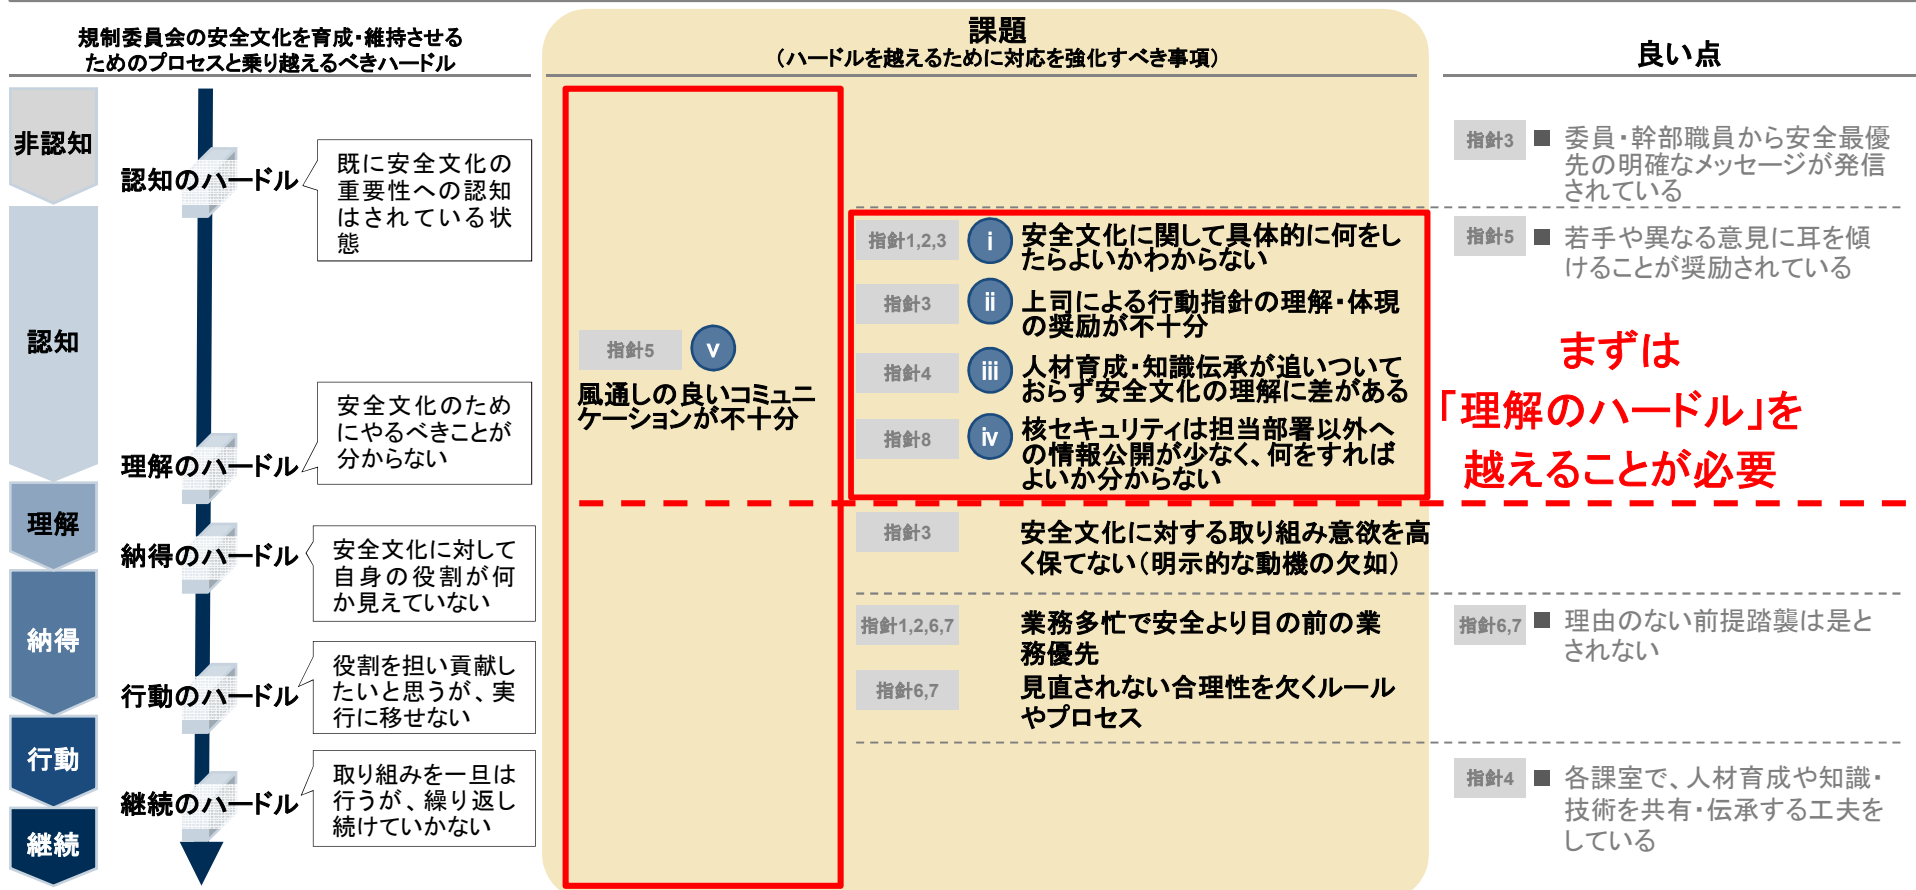 規制委員会の安全文化を育成・維持させる
ためのプロセスと乗り越えるべきハードル
課題
（ハードルを越えるために対応を強化すべき事項）
良い点
非認知
認知
理解
納得
行動
継続
認知のハードル
既に安全文化の
重要性への認知
はされている状
態
理解のハードル
安全文化のため
にやるべきことが
分からない
納得のハードル
安全文化に対して
自身の役割が何
か見えていない
行動のハードル
役割を担い貢献し
たいと思うが、実
行に移せない
継続のハードル
取り組みを一旦は
行うが、繰り返し
続けていかない
指針5 v
風通しの良いコミュニ
ケーションが不十分
指針1,2,3 i 安全文化に関して具体的に何をし
たらよいかわからない
指針3 ii 上司による行動指針の理解・体現
の奨励が不十分
指針4 iii 人材育成・知識伝承が追いついて
おらず安全文化の理解に差がある
指針8 iv 核セキュリティは担当部署以外へ
の情報公開が少なく、何をすれば
よいか分からない
指針3 安全文化に対する取り組み意欲を高
く保てない（明示的な動機の欠如）
指針1,2,6,7 業務多忙で安全より目の前の業
務優先
指針6,7 見直されない合理性を欠くルール
やプロセス
指針3 ■ 委員・幹部職員から安全最優
先の明確なメッセージが発信
されている
指針5 ■ 若手や異なる意見に耳を傾
けることが奨励されている
まずは
「理解のハードル」を
越えることが必要
指針6,7 ■ 理由のない前提踏襲は是と
されない
指針4 ■ 各課室で、人材育成や知識・
技術を共有・伝承する工夫を
している